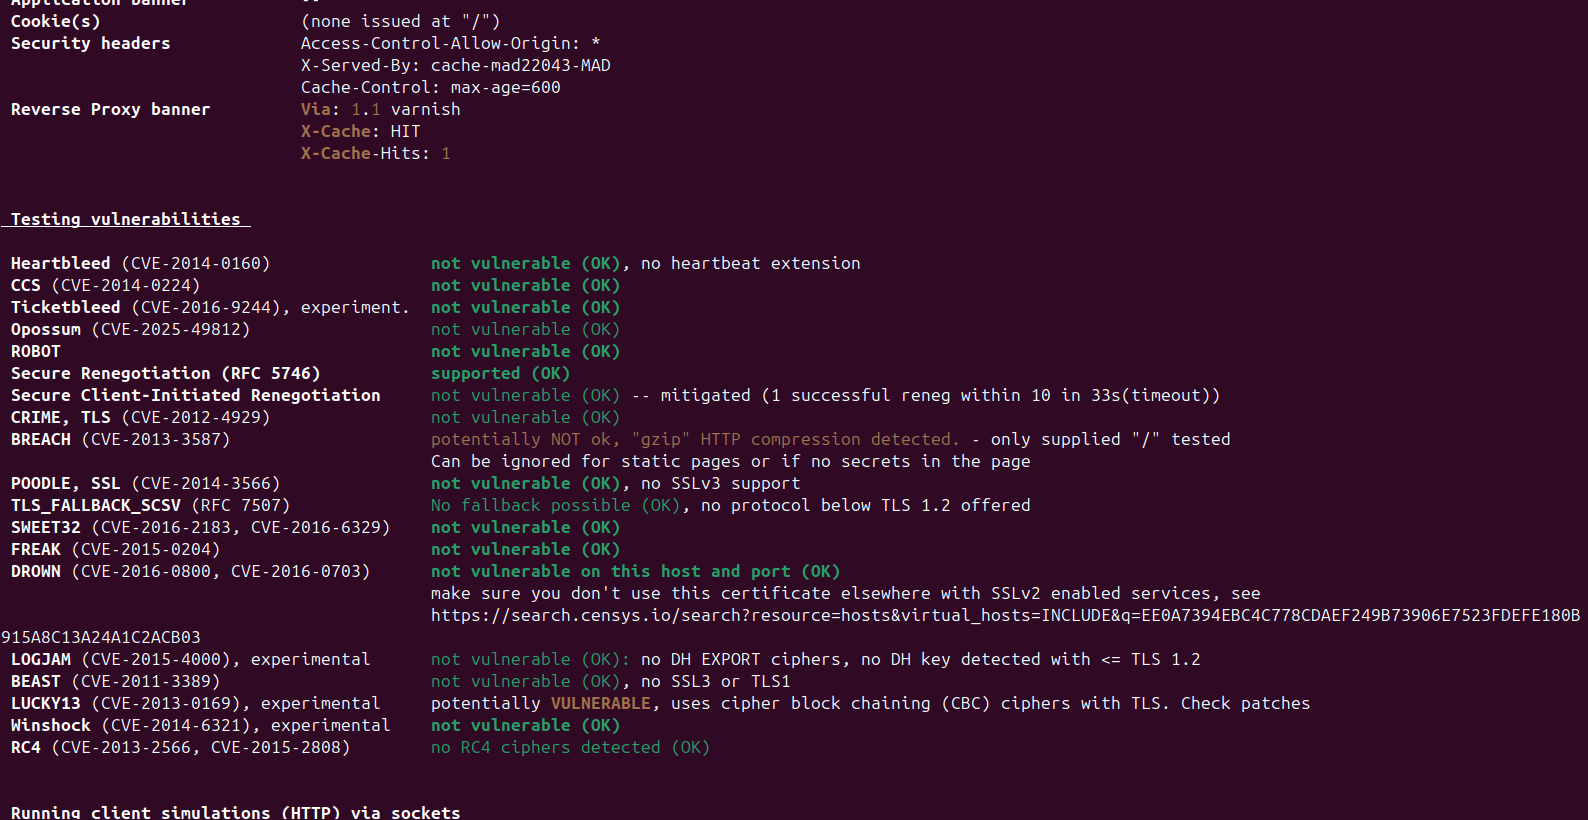 Application banner --
Cookie(s) (none issued at "/")
Security headers Access-Control-Allow-Origin: *
X-Served-By: cache-mad22043-MAD
Cache-Control: max-age=600
Reverse Proxy banner Via: 1.1 varnish
X-Cache: HIT
X-Cache-Hits: 1
Testing vulnerabilities
Heartbleed (CVE-2014-0160) not vulnerable (OK), no heartbeat extension
CCS (CVE-2014-0224) not vulnerable (OK)
Ticketbleed (CVE-2016-9244), experiment. not vulnerable (OK)
Opossum (CVE-2025-49812) not vulnerable (OK)
ROBOT not vulnerable (OK)
Secure Renegotiation (RFC 5746) supported (OK)
Secure Client-Initiated Renegotiation not vulnerable (OK) -- mitigated (1 successful reneg within 10 in 33s(timeout))
CRIME, TLS (CVE-2012-4929) not vulnerable (OK)
BREACH (CVE-2013-3587) potentially NOT ok, "gzip" HTTP compression detected. - only supplied "/" tested
Can be ignored for static pages or if no secrets in the page
POODLE, SSL (CVE-2014-3566) not vulnerable (OK), no SSLv3 support
TLS_FALLBACK_SCSV (RFC 7507) No fallback possible (OK), no protocol below TLS 1.2 offered
SWEET32 (CVE-2016-2183, CVE-2016-6329) not vulnerable (OK)
FREAK (CVE-2015-0204) not vulnerable (OK)
DROWN (CVE-2016-0800, CVE-2016-0703) not vulnerable on this host and port (OK)
make sure you don't use this certificate elsewhere with SSLv2 enabled services, see
https://search.censys.io/search?resource=hosts&virtual_hosts=INCLUDE&q=EE0A7394EBC4C778CDAEF249B73906E7523FDEFE180B
915A8C13A24A1C2ACB03
LOGJAM (CVE-2015-4000), experimental not vulnerable (OK): no DH EXPORT ciphers, no DH key detected with <= TLS 1.2
BEAST (CVE-2011-3389) not vulnerable (OK), no SSL3 or TLS1
LUCKY13 (CVE-2013-0169), experimental potentially VULNERABLE, uses cipher block chaining (CBC) ciphers with TLS. Check patches
Winshock (CVE-2014-6321), experimental not vulnerable (OK)
RC4 (CVE-2013-2566, CVE-2015-2808) no RC4 ciphers detected (OK)
Running client simulations (HTTP) via sockets